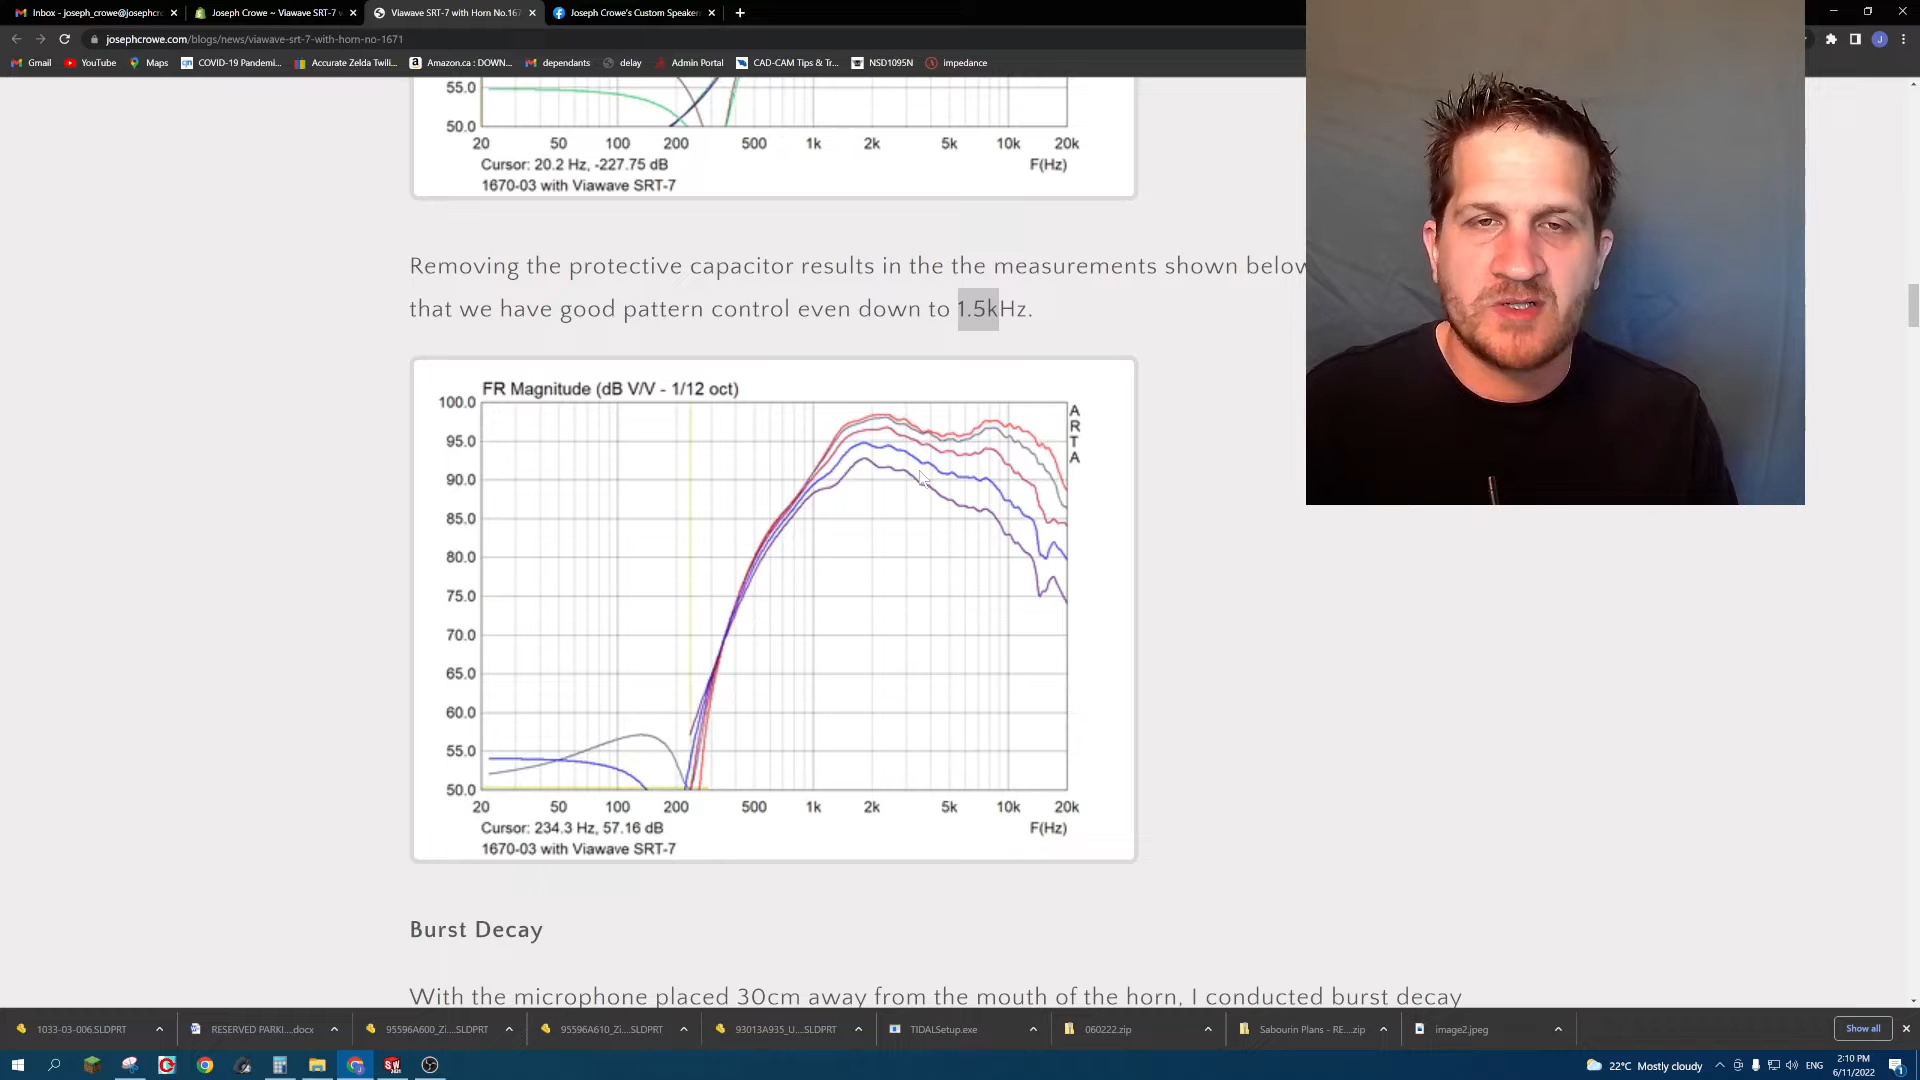 Inbox - joseph_crowe@josephcr
Joseph Crowe ~ Viawave SRT-7
Viawave SRT-7 with Horn No.167
Joseph Crowe's Custom Speaker
josephcrowe.com/blogs/news/viawave-srt-7-with-horn-no-1671
J
Gmail
YouTube
Maps
COVID-19 Pandemi...
Accurate Zelda Twili...
Amazon.ca : DOWN...
dependants
delay
Admin Portal
CAD-CAM Tips & Tr...
NSD1095N
impedance
55.0
50.0
20 50 100 200 500 1k 2k 5k 10k 20k
Cursor: 20.2 Hz, -227.75 dB F(Hz)
1670-03 with Viawave SRT-7
Removing the protective capacitor results in the the measurements shown below
that we have good pattern control even down to 1.5kHz.
FR Magnitude (dB V/V - 1/12 oct)
100.0
95.0
90.0
85.0
80.0
75.0
70.0
65.0
60.0
55.0
50.0
A
R
T
A
20 50 100 200 500 1k 2k 5k 10k 20k
Cursor: 234.3 Hz, 57.16 dB F(Hz)
1670-03 with Viawave SRT-7
Burst Decay
With the microphone placed 30cm away from the mouth of the horn, I conducted burst decay
1033-03-006.SLDPRT
RESERVED PARKI....docx
95596A600_Zi....SLDPRT
95596A610_Zi....SLDPRT
93013A935_U....SLDPRT
TIDALSetup.exe
060222.zip
Sabourin Plans - RE....zip
image2.jpeg
Show all
22°C Mostly cloudy
ENG
2:10 PM
6/11/2022